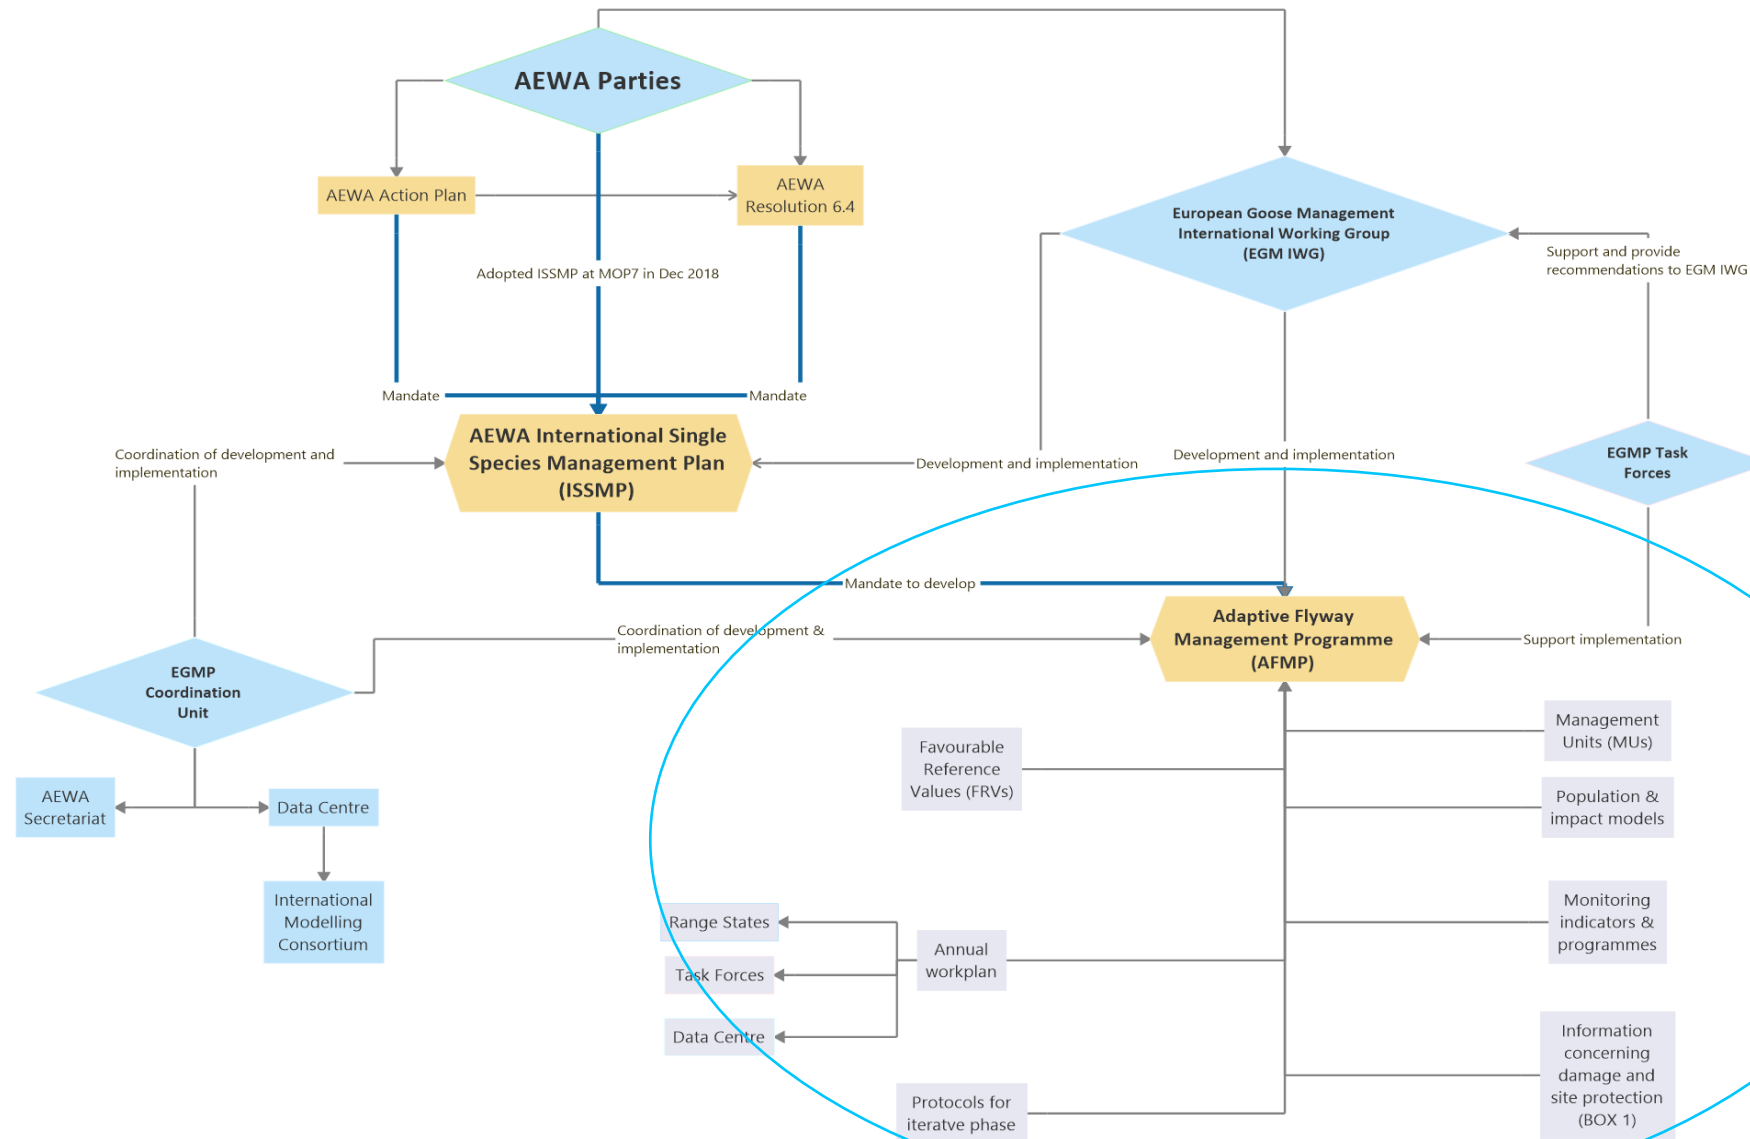 AEWA Parties
AEWA Action Plan
AEWA
Resolution 6.4
European Goose Management
International Working Group
(EGM IWG)
Support and provide
recommendations to EGM IWG
Adopted ISSMP at MOP7 in Dec 2018
Mandate
Mandate
AEWA International Single
Species Management Plan
(ISSMP)
Coordination of development and
implementation
Development and implementation
Development and implementation
EGMP Task
Forces
Mandate to develop
Adaptive Flyway
Management Programme
(AFMP)
Coordination of development &
implementation
Support implementation
EGMP
Coordination
Unit
AEWA
Secretariat
Data Centre
International
Modelling
Consortium
Favourable
Reference
Values (FRVs)
Management
Units (MUs)
Population &
impact models
Monitoring
indicators &
programmes
Range States
Task Forces
Data Centre
Annual
workplan
Information
concerning
damage and
site protection
(BOX 1)
Protocols for
iteratve phase